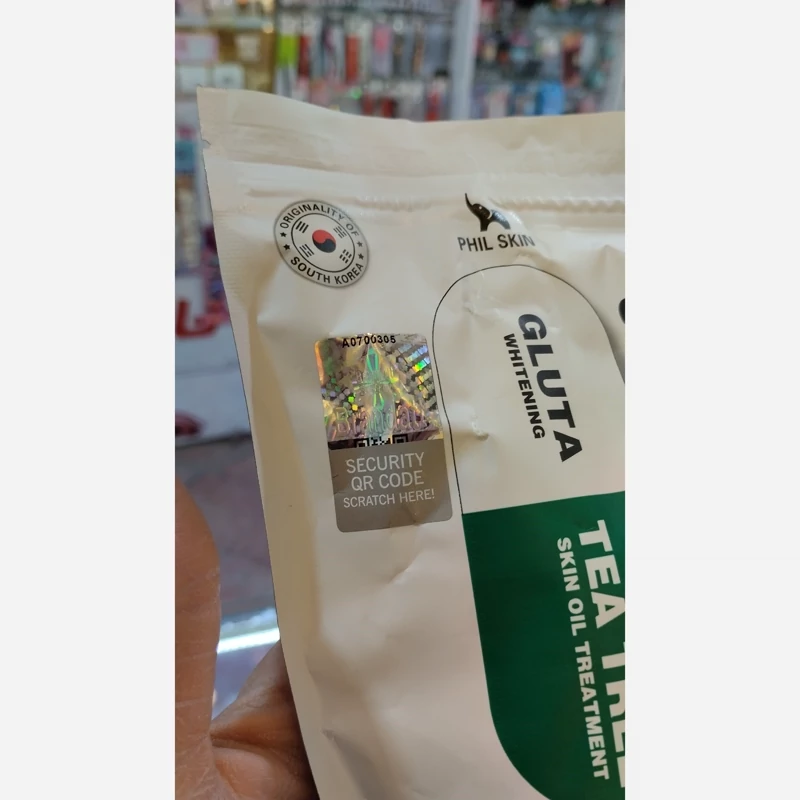 ORIGINALITY OF
SOUTH KOREA
PHIL SKIN
A0700305
SECURITY
QR CODE
SCRATCH HERE!
GLUTA
WHITENING
TEA TREE
SKIN OIL TREATMENT